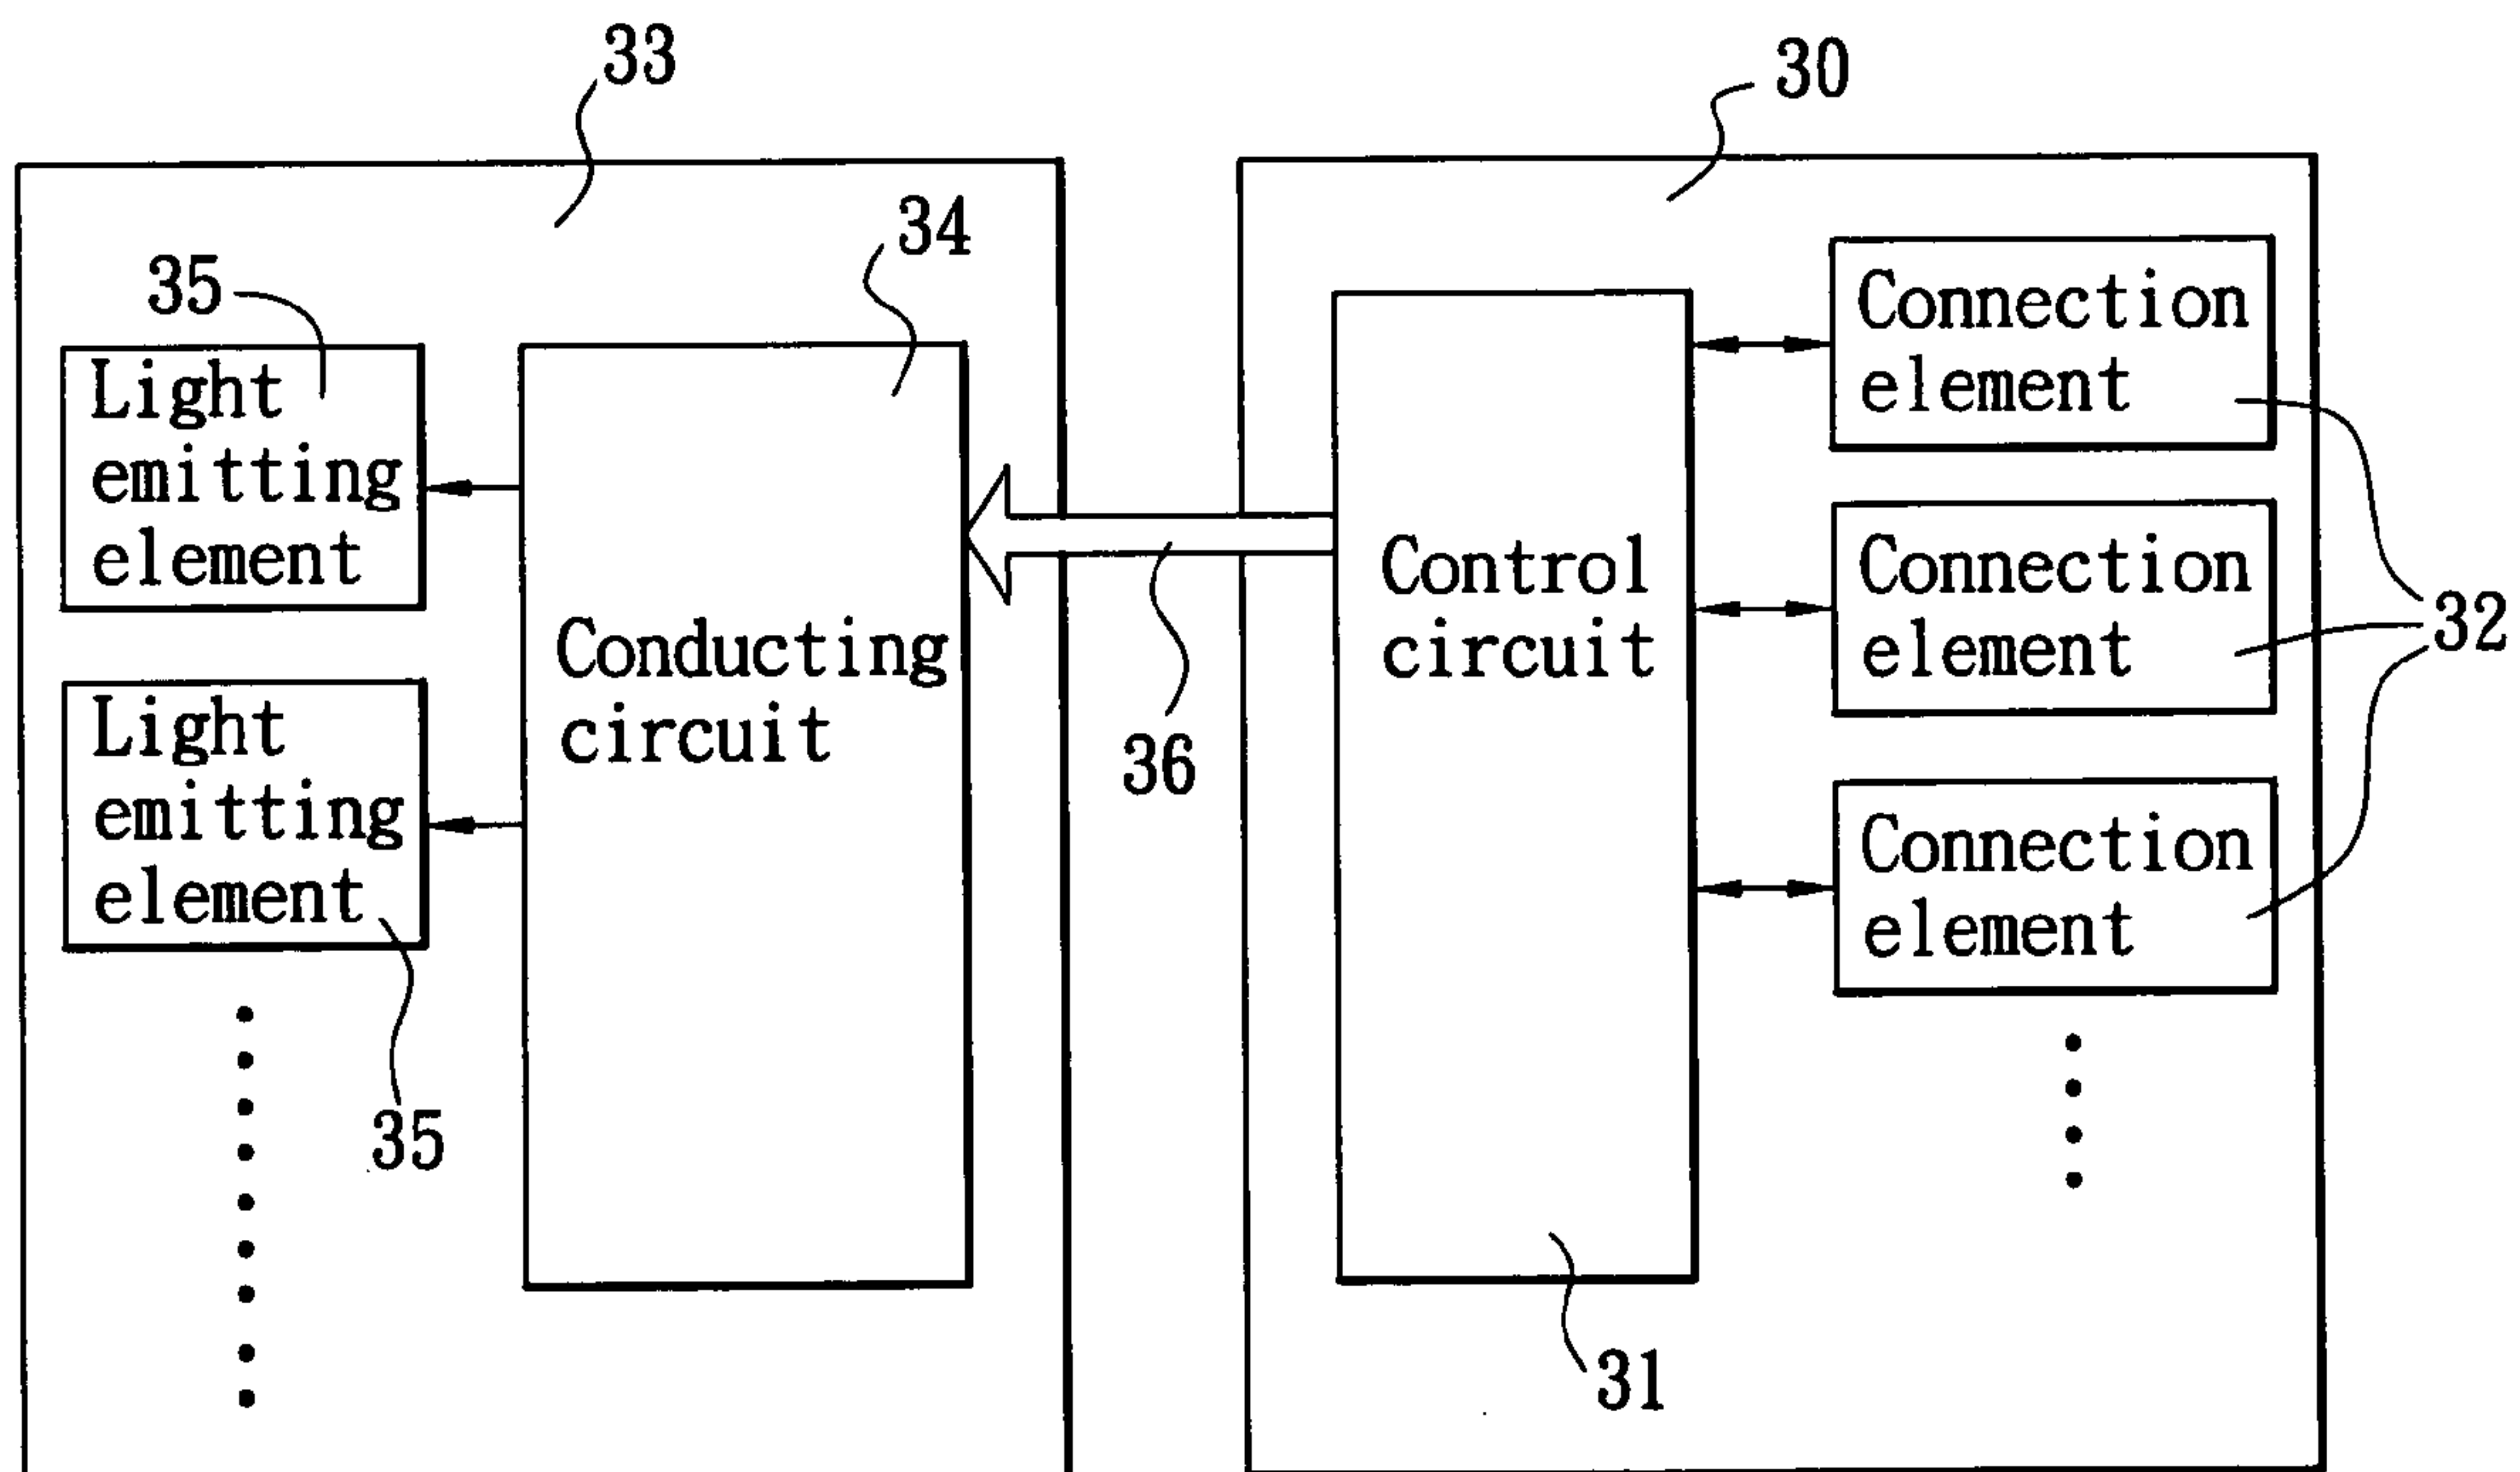 33
30
34
35
Light
emitting
element
Connection
element
Connection
element
32
Control
circuit
Conducting
circuit
Light
emitting
element
36
Connection
element
35
31